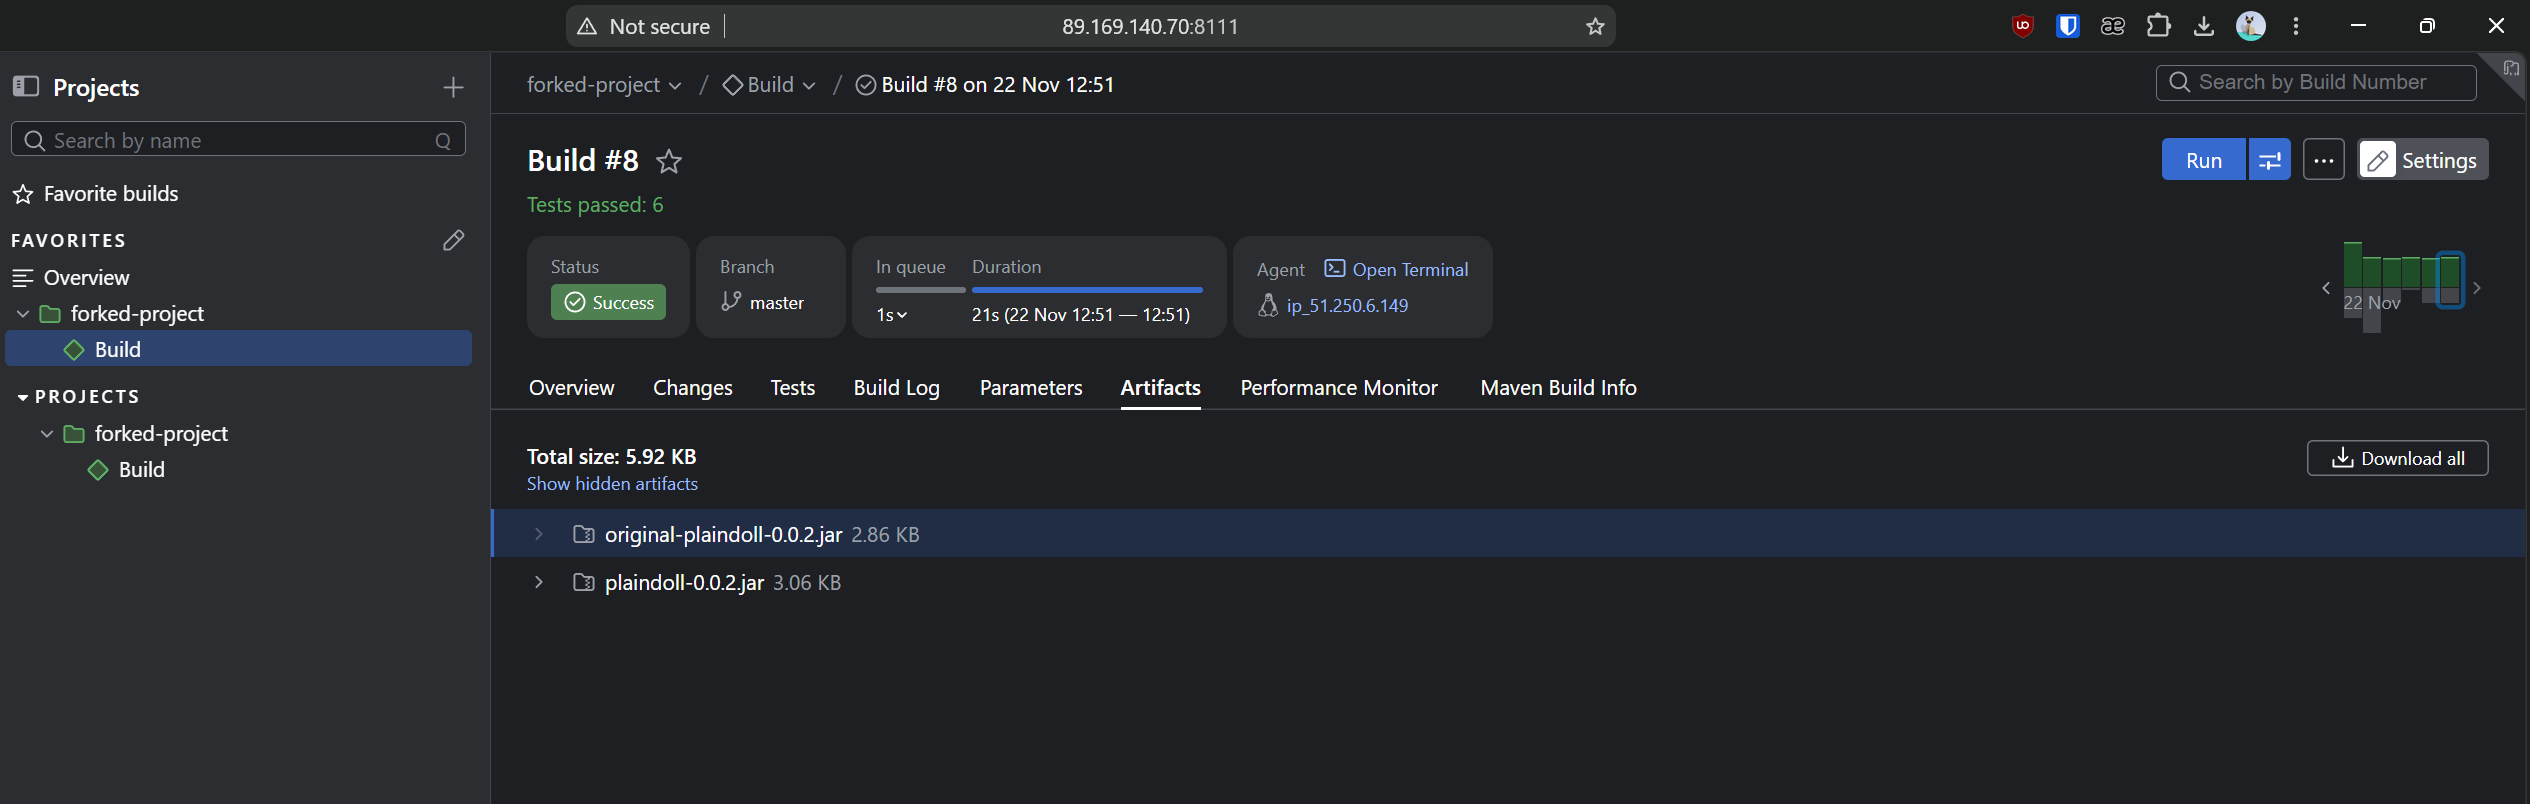 Not secure
89.169.140.70:8111
Projects
Search by name Q
Favorite builds
FAVORITES
Overview
forked-project
Build
PROJECTS
forked-project
Build
forked-project / Build / Build #8 on 22 Nov 12:51
Search by Build Number
Build #8
Run
Settings
Tests passed: 6
Status
Success
Branch
master
In queue
1s
Duration
21s (22 Nov 12:51 — 12:51)
Agent
Open Terminal
ip_51.250.6.149
22 Nov
Overview Changes Tests Build Log Parameters Artifacts Performance Monitor Maven Build Info
Total size: 5.92 KB
Show hidden artifacts
Download all
original-plaindoll-0.0.2.jar 2.86 KB
plaindoll-0.0.2.jar 3.06 KB